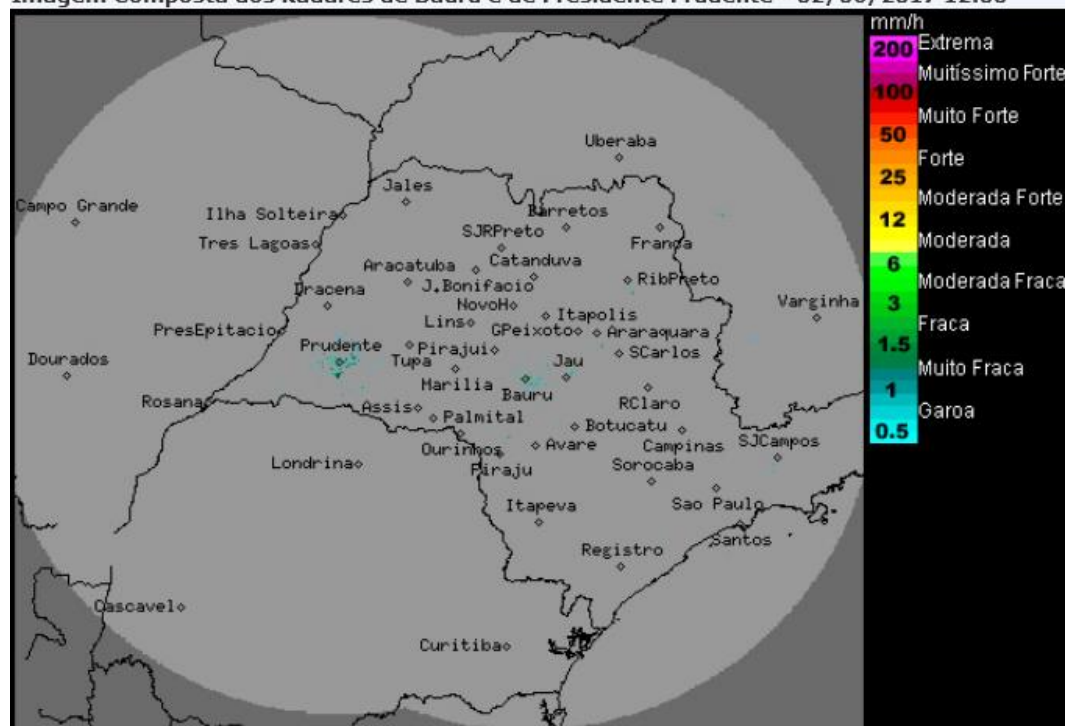 Imagem Composta dos Radares de Bauru e de Presidente Prudente - 02/06/2017 12:00
mm/h
200 Extrema
Muitíssimo Forte
100
Muito Forte
50
Forte
25
Moderada Forte
12
Moderada
6
Moderada Fraca
3
Fraca
1.5
Muito Fraca
1
Garoa
0.5
Uberaba
Jales
Campo Grande
Ilha Solteira
Barretos
SJRPreto
Franca
Tres Lagoas
Catanduva
Aracatuba
J.Bonifacio
RibPreto
Dracena
NovoH
Varginha
Itapolis
Lins
PresEpitacio
GPeixoto
Araraquara
Prudente
Pirajui
SCarlos
Dourados
Tupa
Jau
Marilia
Bauru
Rosana
Assis
RClaro
Palmital
Botucatu
Ourinhos
Avare
Campinas
SJCampos
Londrina
Piraju
Sorocaba
Itapeva
Sao Paulo
Santos
Registro
Cascavel
Curitiba